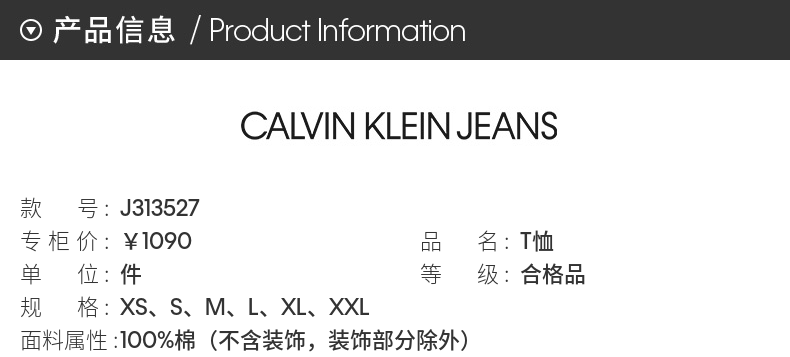 产品信息 / Product Information
CALVIN KLEIN JEANS
款 号: J313527
专柜价: ¥1090 品 名: T恤
单 位: 件 等 级: 合格品
规 格: XS、S、M、L、XL、XXL
面料属性:100%棉（不含装饰，装饰部分除外）